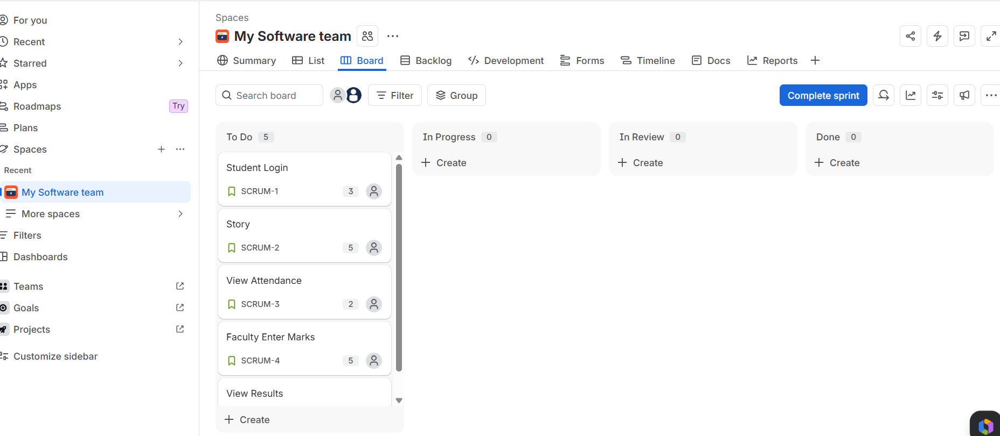 For you
Recent
Starred
Apps
Roadmaps Try
Plans
Spaces
Recent
My Software team
More spaces
Filters
Dashboards
Teams
Goals
Projects
Customize sidebar
Spaces
My Software team
Summary List Board Backlog Development Forms Timeline Docs Reports
Search board Filter Group Complete sprint
To Do 5
Student Login
SCRUM-1 3
Story
SCRUM-2 5
View Attendance
SCRUM-3 2
Faculty Enter Marks
SCRUM-4 5
View Results
Create
In Progress 0
Create
In Review 0
Create
Done 0
Create